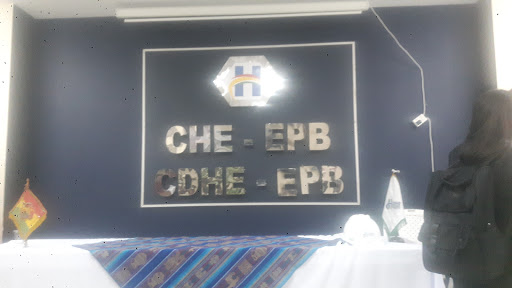 H
CHE - EPB
CDHE - EPB